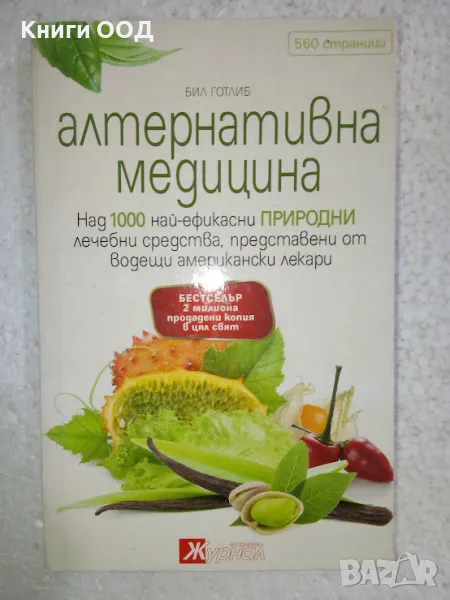 Книги ООД
560 страници
БИЛ ГОТЛИБ
алтернативна
медицина
Над 1000 най-ефикасни ПРИРОДНИ
лечебни средства, представени от
водещи американски лекари
БЕСТСЕЛЪР
2 милиона
продадени копия
в цял свят
Журнал
bazar